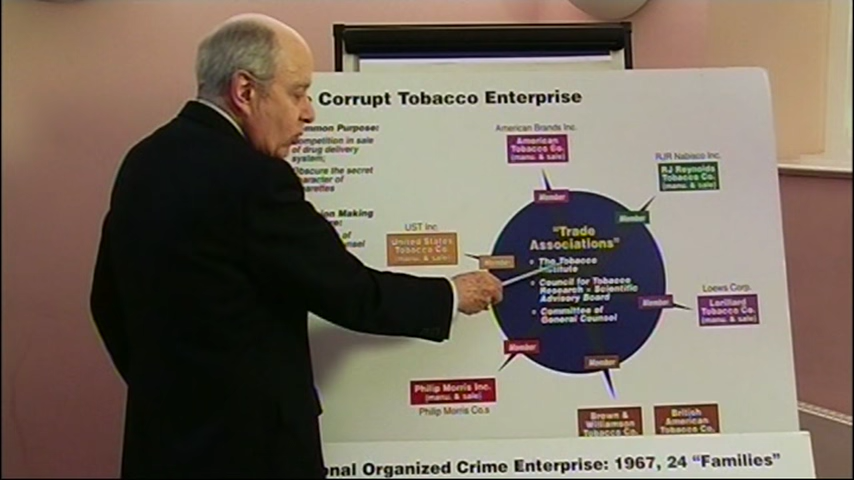 Corrupt Tobacco Enterprise
Purpose:
ompetition in sale
of drug delivery
system;
Obscure the secret
character of
arettes
Making
of
ounsel
American Brands Inc.
American
Tobacco Co.
(manu. & sale)
Member
RJR Nabisco Inc.
RJ Reynolds
Tobacco Co.
(manu. & sale)
Member
UST Inc.
United States
Tobacco Co.
(manu. & sale)
Member
"Trade
Associations"
• The Tobacco
Institute
• Council for Tobacco
Research – Scientific
Advisory Board
• Committee of
General Counsel
Loews Corp.
Lorillard
Tobacco Co.
(manu. & sale)
Member
Member
Philip Morris Inc.
(manu. & sale)
Philip Morris Co.s
Member
Brown &
Williamson
Tobacco Co.
British
American
Tobacco Co.
onal Organized Crime Enterprise: 1967, 24 "Families"